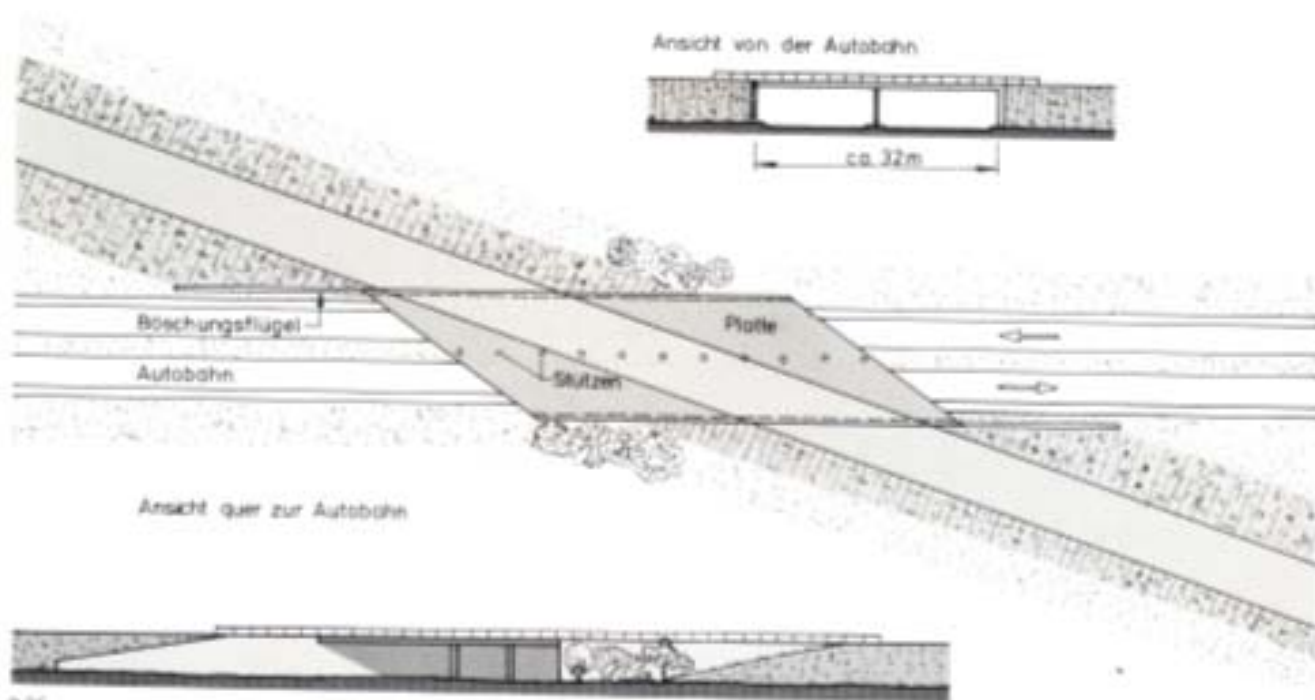 Ansicht von der Autobahn
ca. 32m
Böschungsflügel
Platte
Autobahn
Stützen
Ansicht quer zur Autobahn